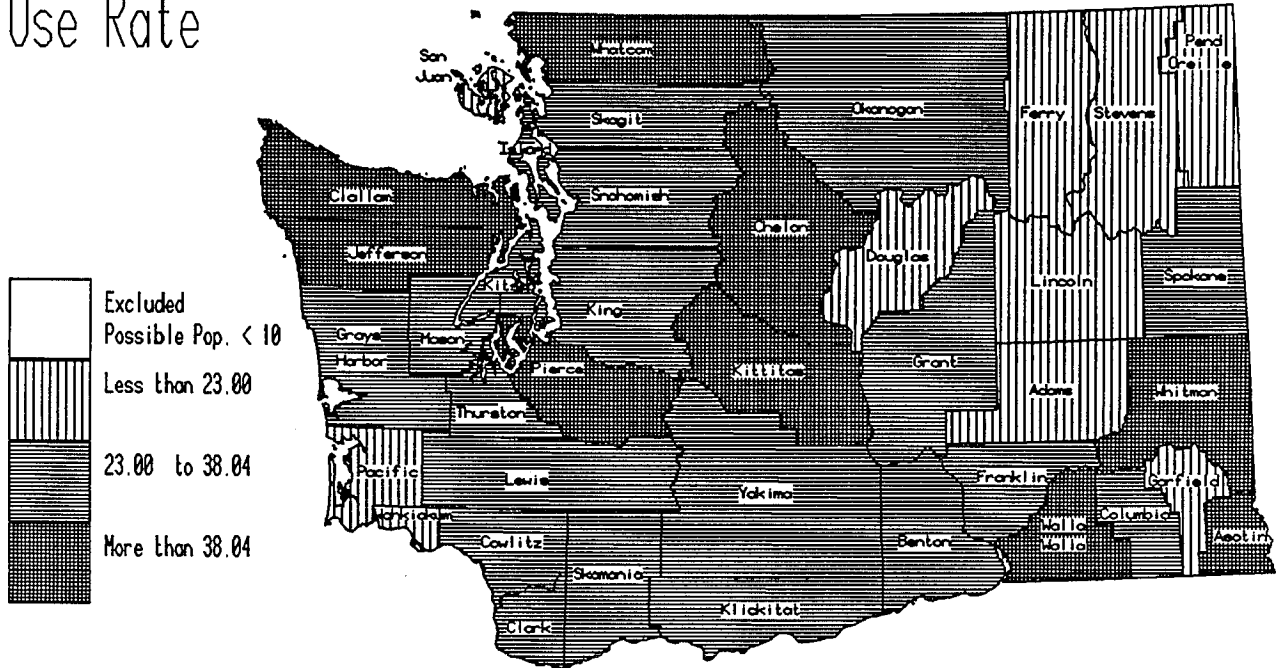 Use Rate
Excluded
Possible Pop. < 10
Less than 23.00
23.00 to 38.04
More than 38.04
Whatcom
San
Juan
Pend
Oreille
Okanogan
Ferry
Stevens
Skagit
Island
Clallam
Snohomish
Chelan
Jefferson
Douglas
Lincoln
Spokane
Kit
King
Grays
Harbor
Mason
Pierce
Kittitas
Grant
Adams
Whitman
Thurston
Pacific
Lewis
Yakima
Franklin
Garfield
Wahkiakum
Cowlitz
Benton
Walla
Walla
Columbia
Asotin
Skamania
Klickitat
Clark